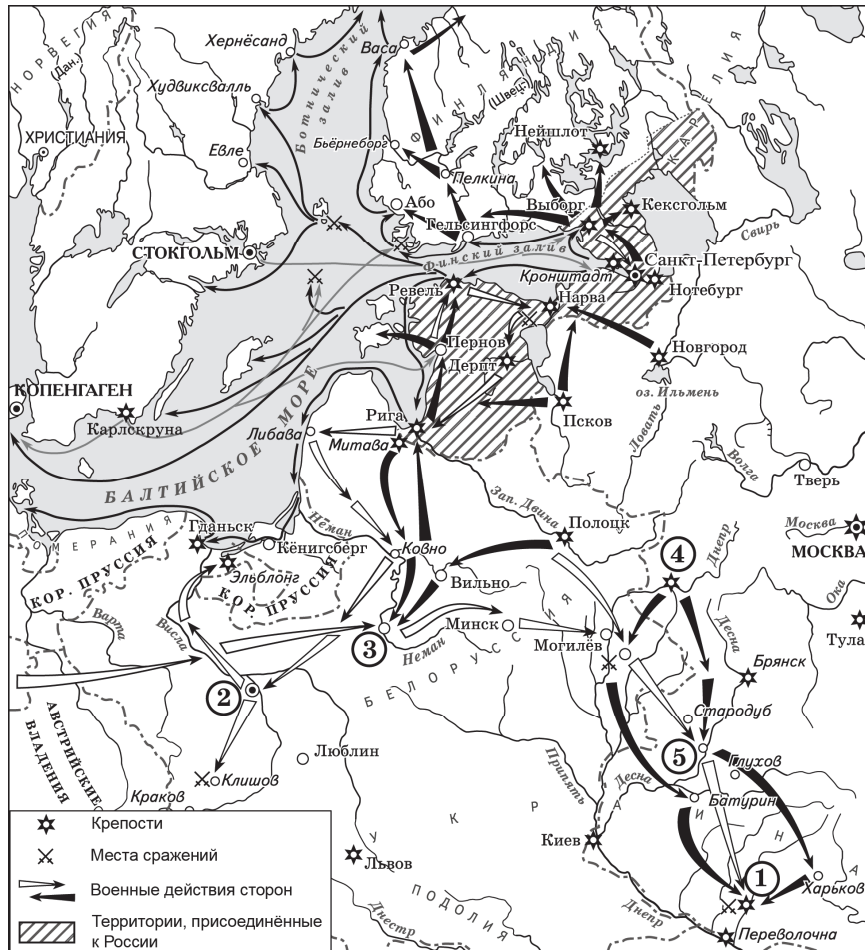 НОРВЕГИЯ
(Дан.)
ХРИСТИАНИЯ
Хернёсанд
Худвиксвалль
Евле
Ботнический
залив
Васа
ФИНЛЯНДИЯ
(Швец.)
КАРЕЛИЯ
Нейшлот
Бьёрнеборг
Пелкина
Або
Гельсингфорс
Выборг
Кексгольм
Свирь
СТОКГОЛЬМ
Финский залив
Санкт-Петербург
Кронштадт
Нотебург
Ревель
Нарва
Пернов
Дерпт
Новгород
оз. Ильмень
Ловать
КОПЕНГАГЕН
Карлскруна
БАЛТИЙСКОЕ МОРЕ
Либава
Рига
Митава
Псков
Волга
Тверь
Зап. Двина
Полоцк
Москва
МОСКВА
ПОМЕРАНИЯ
Гданьск
Кёнигсберг
Неман
Ковно
Эльблонг
КОР. ПРУССИЯ
КОР. ПРУССИЯ
Вильно
4
Днепр
Ока
Тула
Варта
Висла
3
Неман
Минск
Могилёв
Десна
Брянск
БЕЛОРУССИЯ
2
Стародуб
5
АВСТРИЙСКИЕ
ВЛАДЕНИЯ
Люблин
Клишов
Краков
Припять
Десна
Глухов
Батурин
УКРАИНА
Киев
Львов
1
Харьков
ПОДОЛИЯ
Днестр
Днепр
Переволочна
Крепости
Места сражений
Военные действия сторон
Территории, присоединённые
к России